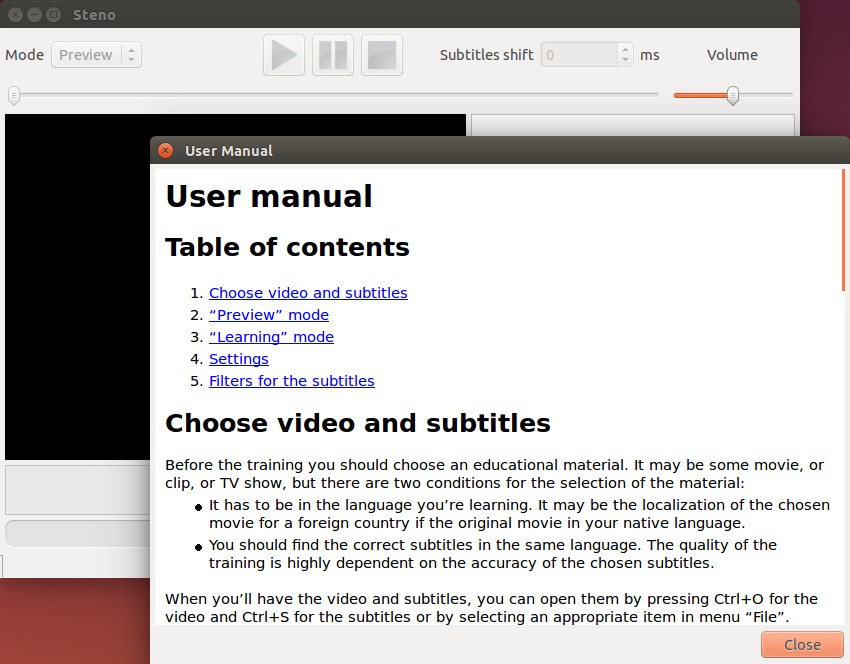 Steno
Mode Preview Subtitles shift 0 ms Volume
User Manual
User manual
Table of contents
1. Choose video and subtitles
2. “Preview” mode
3. “Learning” mode
4. Settings
5. Filters for the subtitles
Choose video and subtitles
Before the training you should choose an educational material. It may be some movie, or
clip, or TV show, but there are two conditions for the selection of the material:
• It has to be in the language you’re learning. It may be the localization of the chosen
movie for a foreign country if the original movie in your native language.
• You should find the correct subtitles in the same language. The quality of the
training is highly dependent on the accuracy of the chosen subtitles.
When you’ll have the video and subtitles, you can open them by pressing Ctrl+O for the
video and Ctrl+S for the subtitles or by selecting an appropriate item in menu “File”.
Close